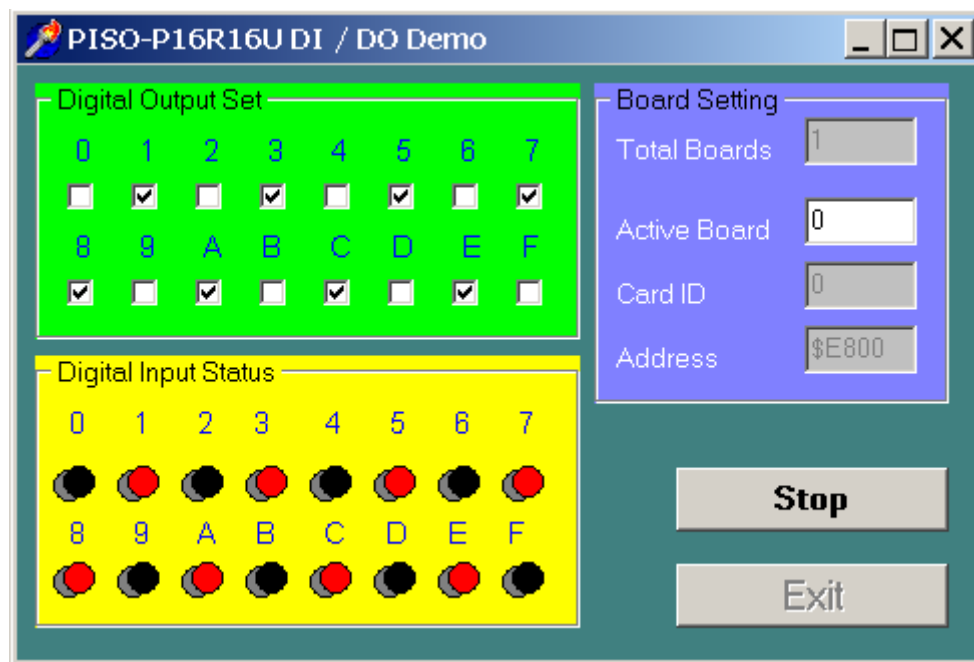 PISO-P16R16U DI / DO Demo
Digital Output Set
0 1 2 3 4 5 6 7
8 9 A B C D E F
Digital Input Status
0 1 2 3 4 5 6 7
8 9 A B C D E F
Board Setting
Total Boards 1
Active Board 0
Card ID 0
Address $E800
Stop
Exit